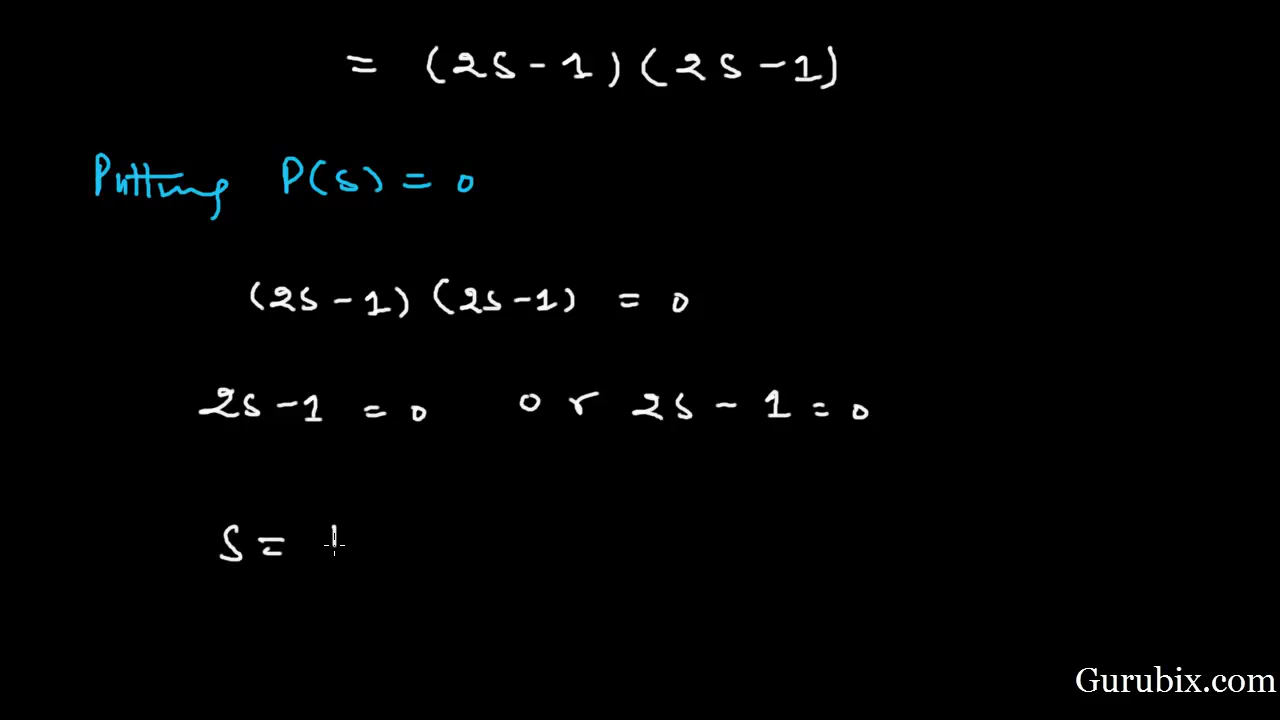 = (2s - 1) (2s - 1)
Putting P(s) = 0
(2s - 1) (2s - 1) = 0
2s - 1 = 0 or 2s - 1 = 0
s =
Gurubix.com